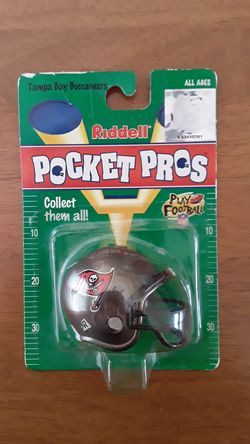 Tampa Bay Buccaneers
ALL AGES
Riddell
POCKET PROS
Collect
them all!
PLAY
FOOTBALL
10
10
20
20
30
30